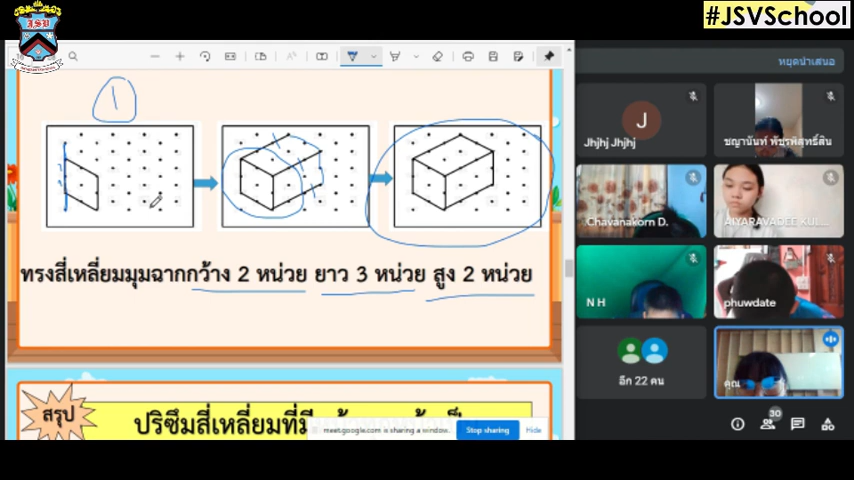 #JSVSchool
JSV
หยุดนำเสนอ
1
J
Jhjhj Jhjhj
ชญานันท์ พัชรพิสุทธิ์สิน
Chavanakorn D.
AIYARAVADEE KUL...
N H
phuwdate
ทรงสี่เหลี่ยมมุมฉากกว้าง 2 หน่วย ยาว 3 หน่วย สูง 2 หน่วย
อีก 22 คน
คุณ
สรุป
ปริซึมสี่เหลี่ยมที่มี
meet.google.com is sharing a window.
Stop sharing
Hide
30